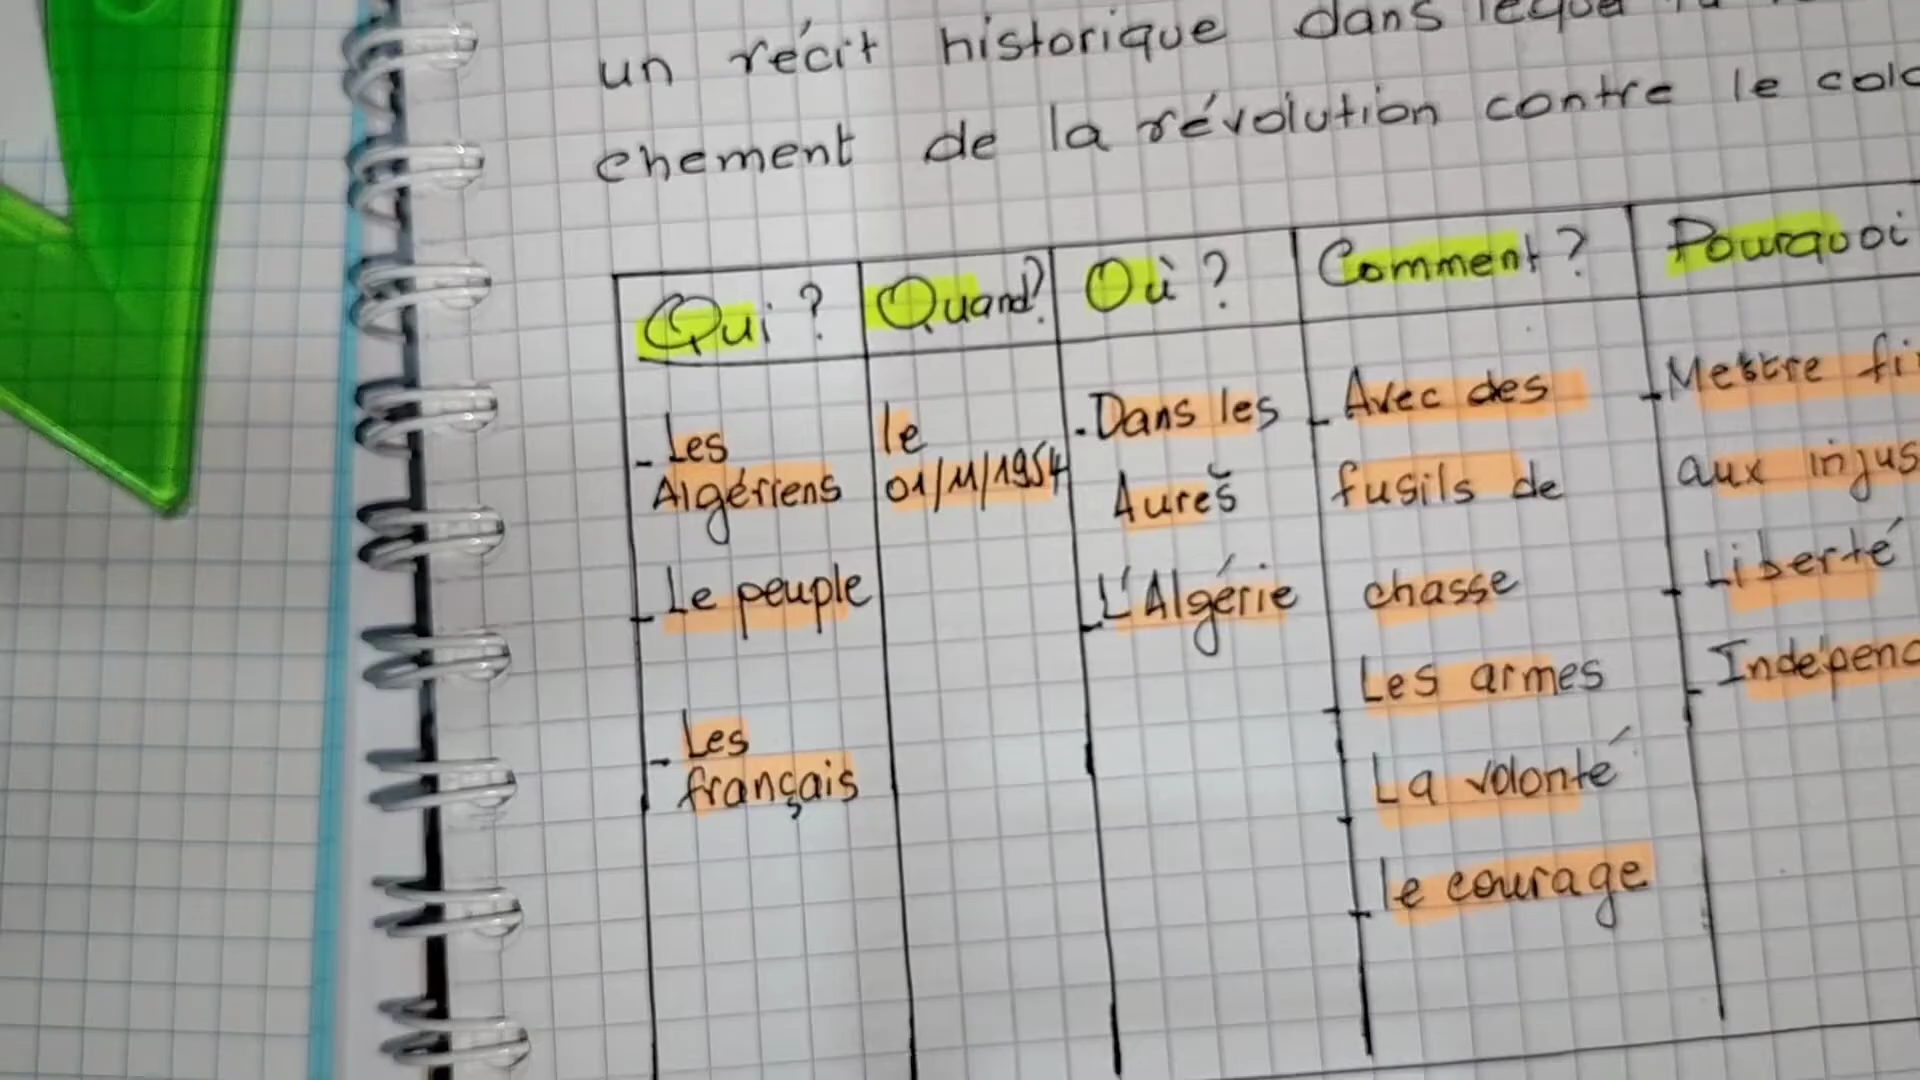 un récit historique dans
chement de la révolution contre le
Qui ?
Quand?
Où ?
Comment ?
Pourquoi
- Les
Algériens
- Le peuple
- Les
français
le
01/11/1954
- Dans les
Aurès
- L'Algérie
- Avec des
fusils de
chasse
- Les armes
- La volonté
- le courage
- Mettre
aux
- Liberté